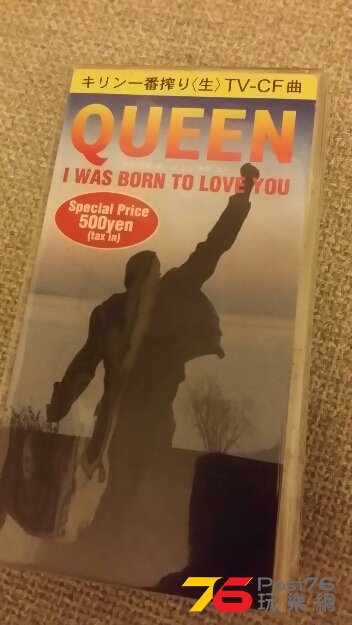 キリン一番搾り〈生〉TV-CF曲
QUEEN
I WAS BORN TO LOVE YOU
Special Price
500yen
(tax in)
76 Post76
玩樂網